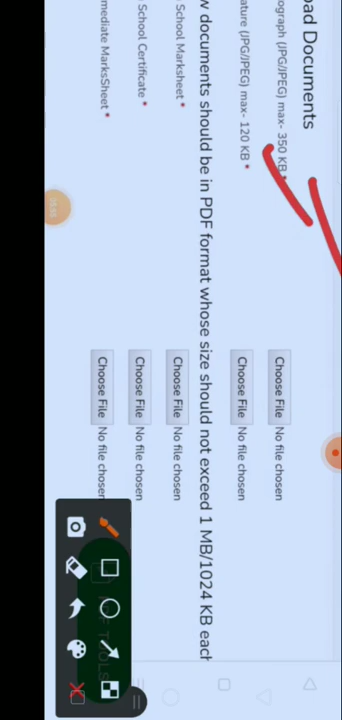 oad Documents
ograph (JPG/JPEG) max- 350 KB *
Choose File No file chosen
ature (JPG/JPEG) max- 120 KB *
Choose File No file chosen
w documents should be in PDF format whose size should not exceed 1 MB/1024 KB each
School Marksheet *
Choose File No file chosen
School Certificate *
Choose File No file chosen
mediate MarksSheet *
Choose File No file chosen